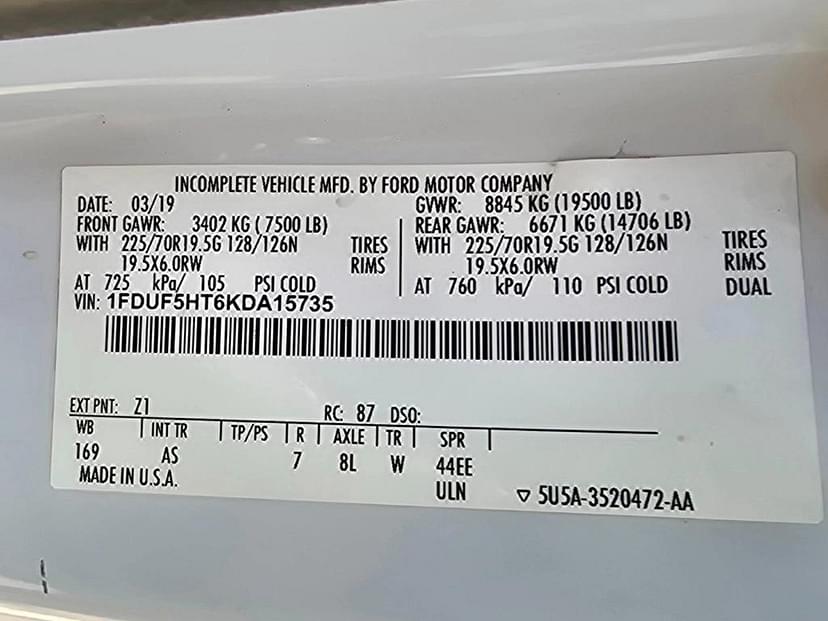 INCOMPLETE VEHICLE MFD. BY FORD MOTOR COMPANY
DATE: 03/19 GVWR: 8845 KG (19500 LB)
FRONT GAWR: 3402 KG (7500 LB) REAR GAWR: 6671 KG (14706 LB)
WITH 225/70R19.5G 128/126N TIRES WITH 225/70R19.5G 128/126N TIRES
19.5X6.0RW RIMS 19.5X6.0RW RIMS
AT 725 kPa/ 105 PSI COLD AT 760 kPa/ 110 PSI COLD DUAL
VIN: 1FDUF5HT6KDA15735
EXT PNT: Z1 RC: 87 DSO:
WB INT TR TP/PS R AXLE TR SPR
169 AS 7 8L W 44EE
MADE IN U.S.A. ULN ▽ 5U5A-3520472-AA